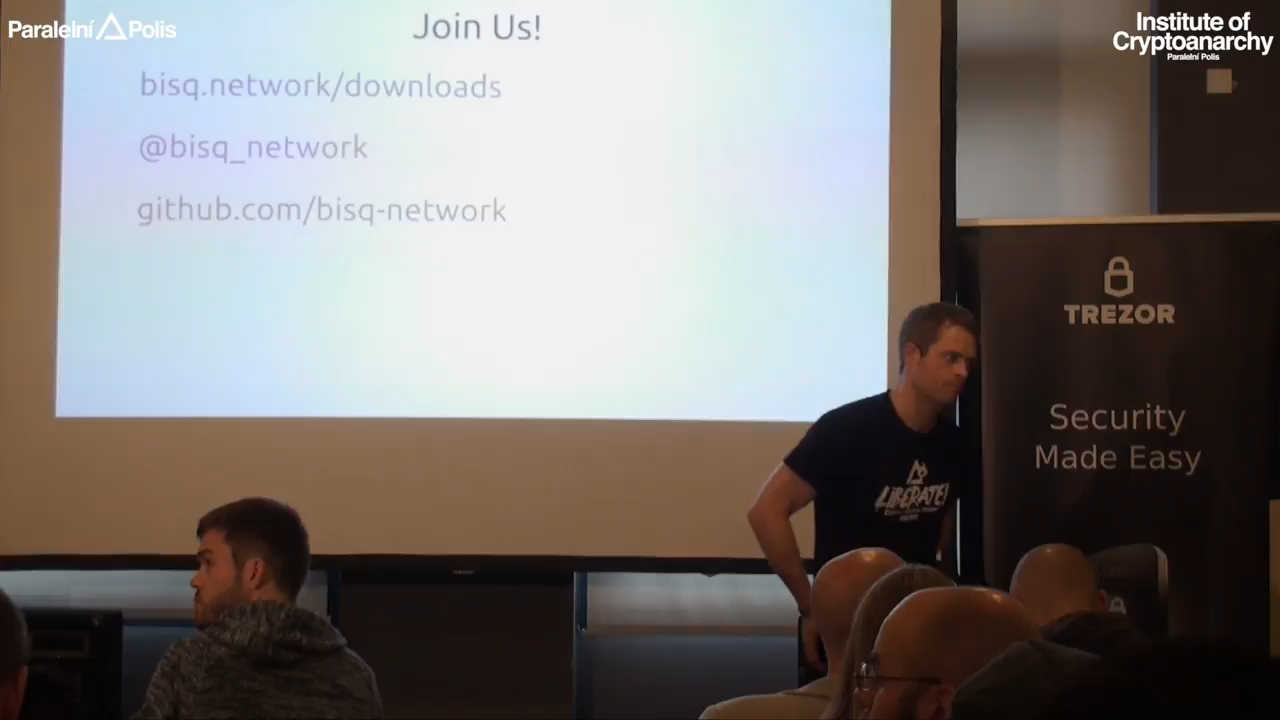 Paralelní Polis
Join Us!
bisq.network/downloads
@bisq_network
github.com/bisq-network
Institute of
Cryptoanarchy
Paralelní Polis
TREZOR
Security
Made Easy
LIBERATE!